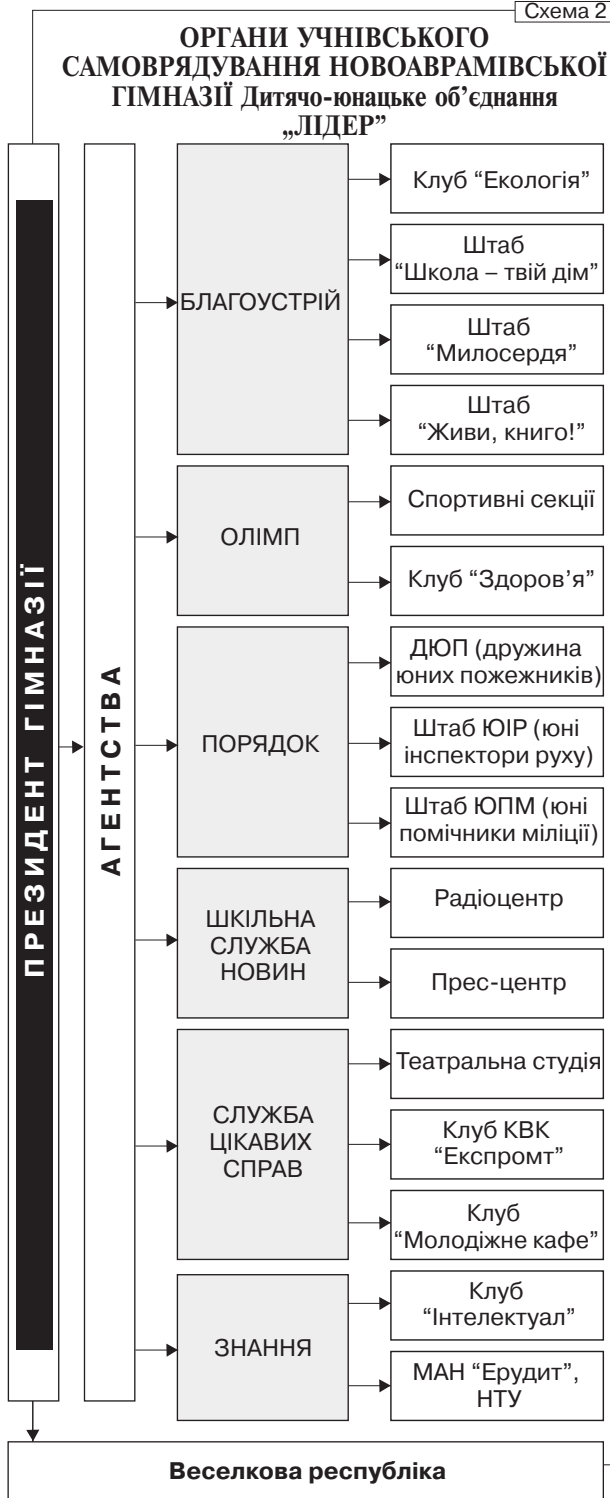 Схема 2
ОРГАНИ УЧНІВСЬКОГО
САМОВРЯДУВАННЯ НОВОАВРАМІВСЬКОЇ
ГІМНАЗІЇ Дитячо-юнацьке об’єднання
„ЛІДЕР”
ПРЕЗИДЕНТ ГІМНАЗІЇ
АГЕНТСТВА
БЛАГОУСТРІЙ
Клуб “Екологія”
Штаб
“Школа – твій дім”
Штаб
“Милосердя”
Штаб
“Живи, книго!”
ОЛІМП
Спортивні секції
Клуб “Здоров’я”
ПОРЯДОК
ДЮП (дружина
юних пожежників)
Штаб ЮІР (юні
інспектори руху)
Штаб ЮПМ (юні
помічники міліції)
ШКІЛЬНА
СЛУЖБА
НОВИН
Радіоцентр
Прес-центр
СЛУЖБА
ЦІКАВИХ
СПРАВ
Театральна студія
Клуб КВК
“Експромт”
Клуб
“Молодіжне кафе”
ЗНАННЯ
Клуб
“Інтелектуал”
МАН “Ерудит”,
НТУ
Веселкова республіка